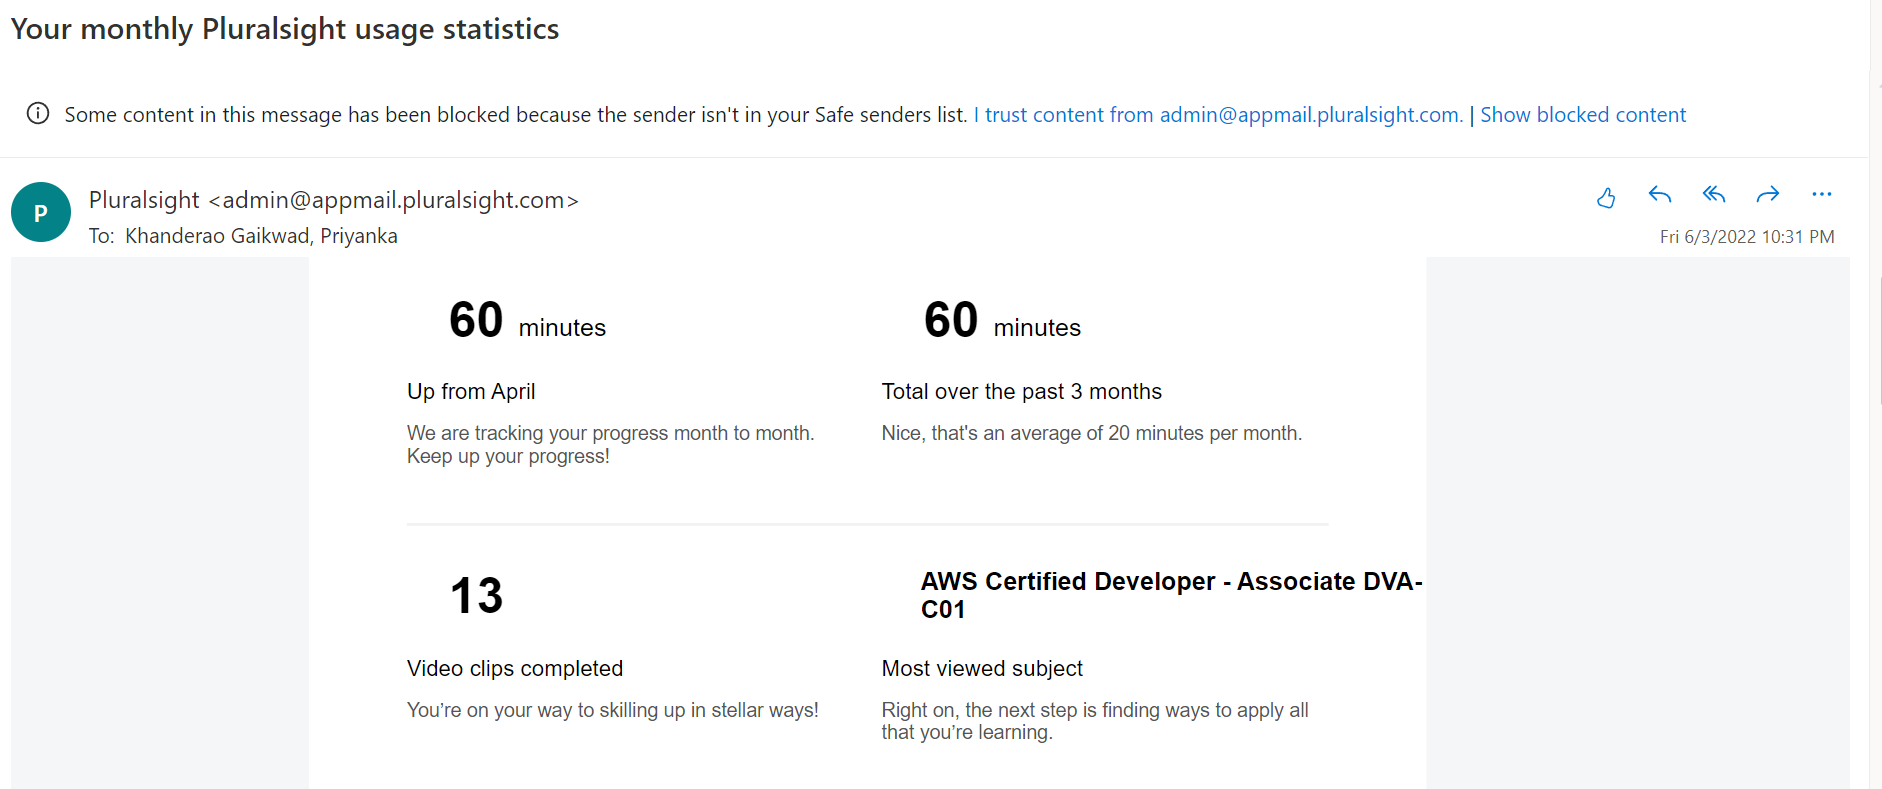 Your monthly Pluralsight usage statistics
Some content in this message has been blocked because the sender isn't in your Safe senders list. I trust content from admin@appmail.pluralsight.com. | Show blocked content
P
Pluralsight <admin@appmail.pluralsight.com>
To: Khanderao Gaikwad, Priyanka
Fri 6/3/2022 10:31 PM
60 minutes
Up from April
We are tracking your progress month to month.
Keep up your progress!
60 minutes
Total over the past 3 months
Nice, that's an average of 20 minutes per month.
13
Video clips completed
You’re on your way to skilling up in stellar ways!
AWS Certified Developer - Associate DVA-
C01
Most viewed subject
Right on, the next step is finding ways to apply all
that you’re learning.